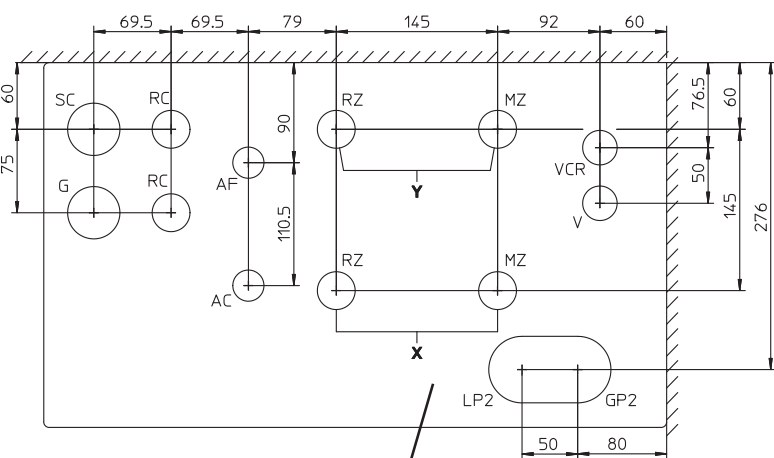 69.5 69.5 79 145 92 60
60 SC RC RZ MZ 76.5 60
90
VCR
75 G RC AF Y 50 145
V 276
110.5
RZ MZ
AC
X
LP2 GP2
50 80